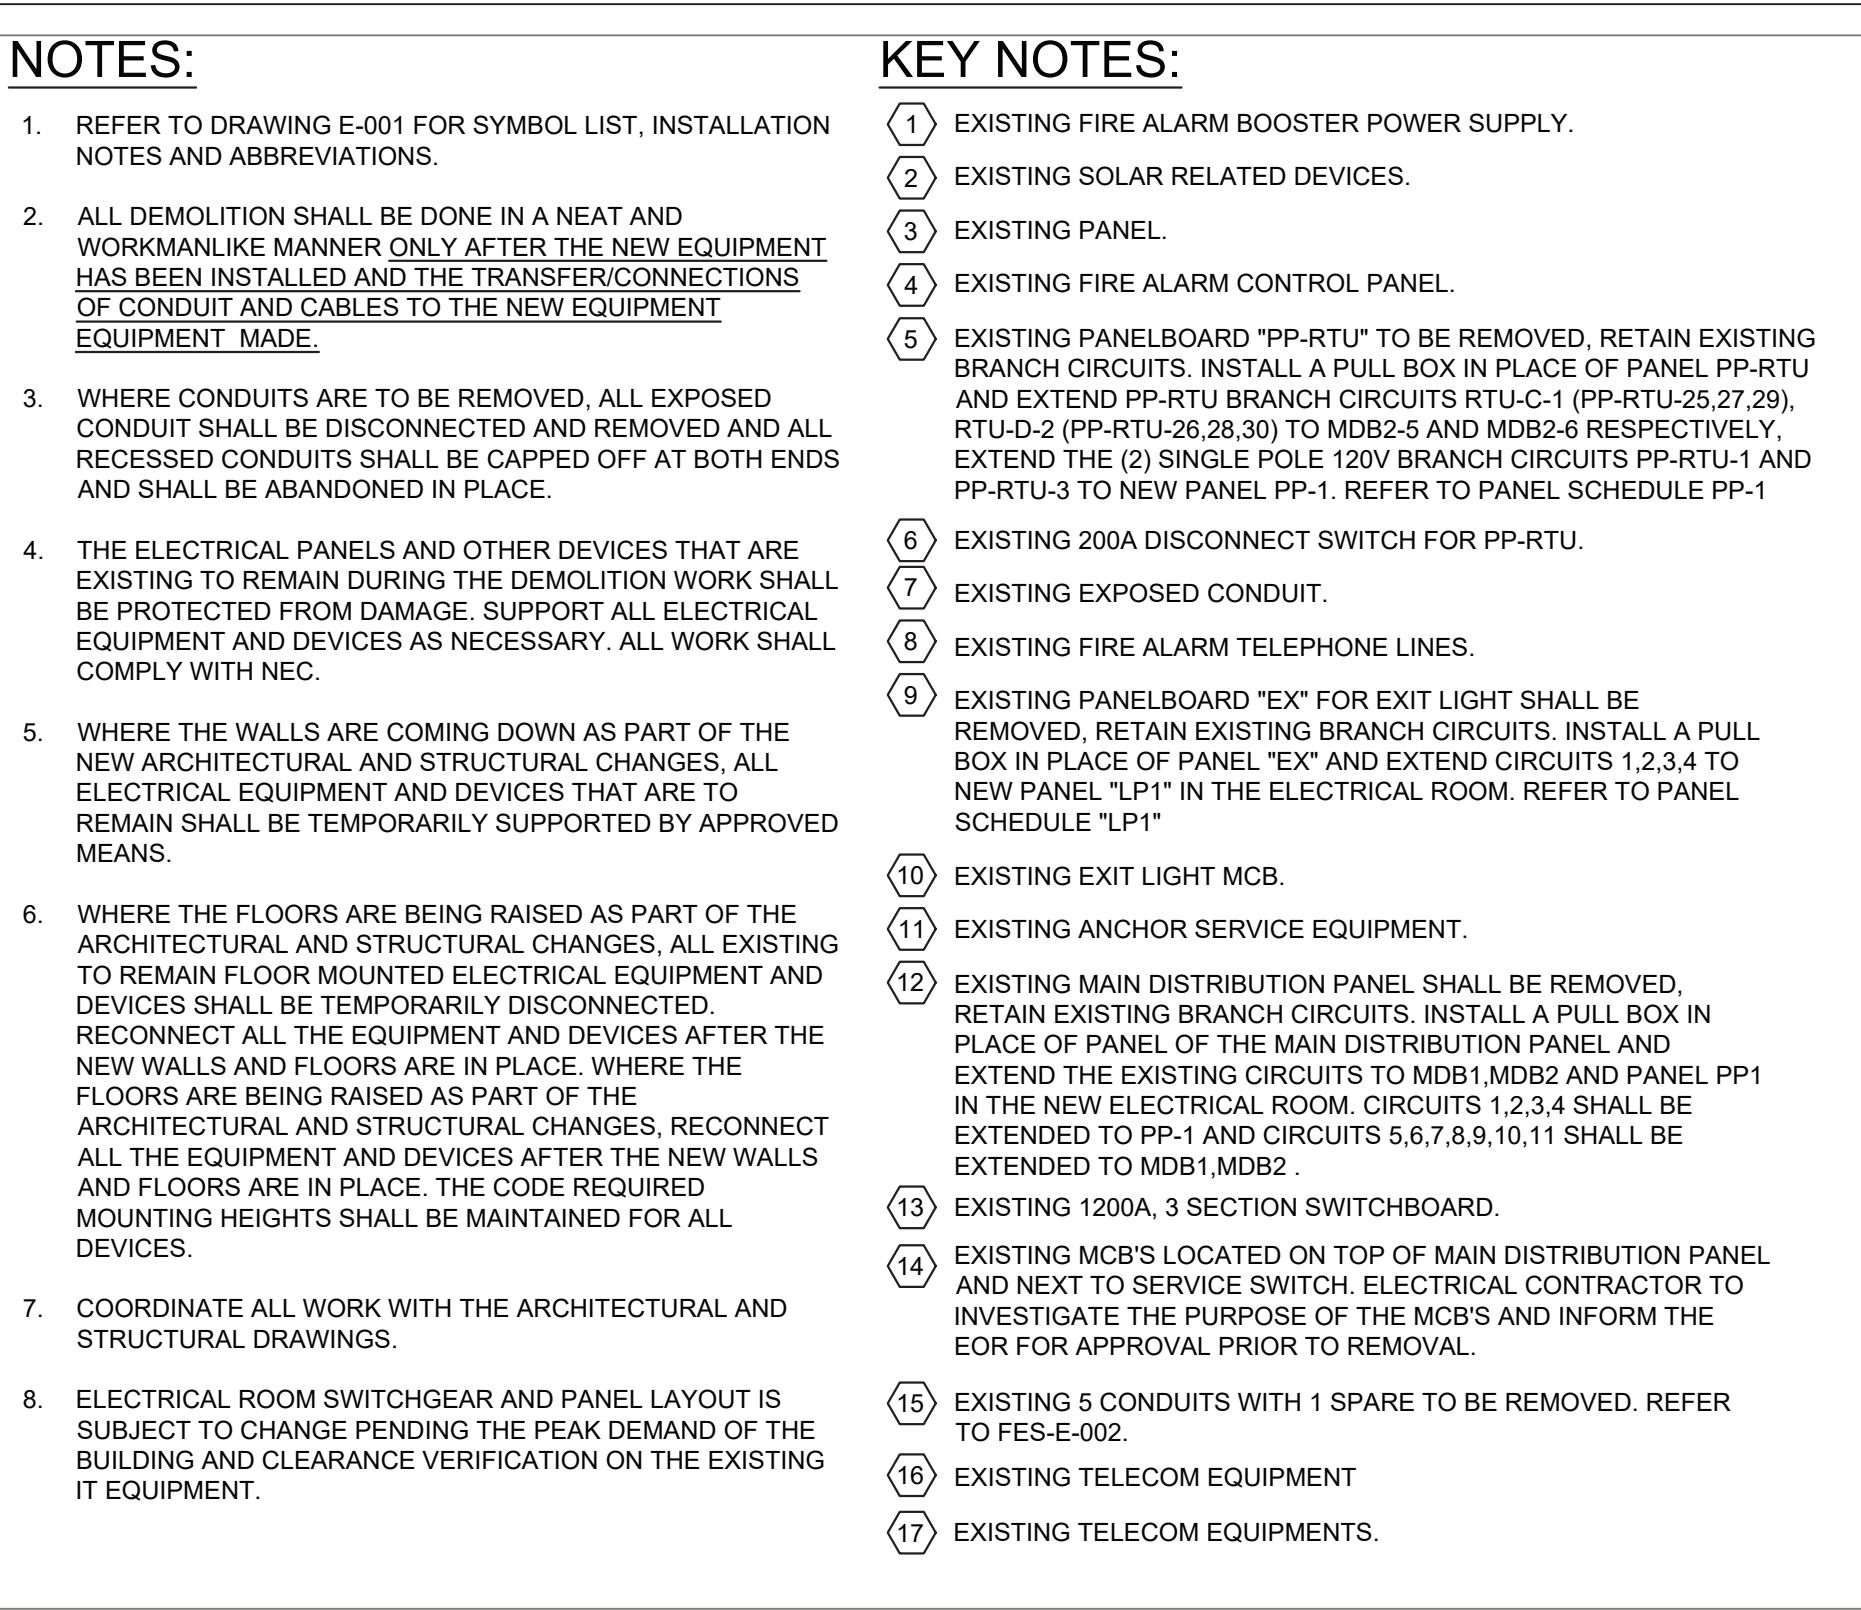 NOTES:
1. REFER TO DRAWING E-001 FOR SYMBOL LIST, INSTALLATION
NOTES AND ABBREVIATIONS.
2. ALL DEMOLITION SHALL BE DONE IN A NEAT AND
WORKMANLIKE MANNER ONLY AFTER THE NEW EQUIPMENT
HAS BEEN INSTALLED AND THE TRANSFER/CONNECTIONS
OF CONDUIT AND CABLES TO THE NEW EQUIPMENT
EQUIPMENT MADE.
3. WHERE CONDUITS ARE TO BE REMOVED, ALL EXPOSED
CONDUIT SHALL BE DISCONNECTED AND REMOVED AND ALL
RECESSED CONDUITS SHALL BE CAPPED OFF AT BOTH ENDS
AND SHALL BE ABANDONED IN PLACE.
4. THE ELECTRICAL PANELS AND OTHER DEVICES THAT ARE
EXISTING TO REMAIN DURING THE DEMOLITION WORK SHALL
BE PROTECTED FROM DAMAGE. SUPPORT ALL ELECTRICAL
EQUIPMENT AND DEVICES AS NECESSARY. ALL WORK SHALL
COMPLY WITH NEC.
5. WHERE THE WALLS ARE COMING DOWN AS PART OF THE
NEW ARCHITECTURAL AND STRUCTURAL CHANGES, ALL
ELECTRICAL EQUIPMENT AND DEVICES THAT ARE TO
REMAIN SHALL BE TEMPORARILY SUPPORTED BY APPROVED
MEANS.
6. WHERE THE FLOORS ARE BEING RAISED AS PART OF THE
ARCHITECTURAL AND STRUCTURAL CHANGES, ALL EXISTING
TO REMAIN FLOOR MOUNTED ELECTRICAL EQUIPMENT AND
DEVICES SHALL BE TEMPORARILY DISCONNECTED.
RECONNECT ALL THE EQUIPMENT AND DEVICES AFTER THE
NEW WALLS AND FLOORS ARE IN PLACE. WHERE THE
FLOORS ARE BEING RAISED AS PART OF THE
ARCHITECTURAL AND STRUCTURAL CHANGES, RECONNECT
ALL THE EQUIPMENT AND DEVICES AFTER THE NEW WALLS
AND FLOORS ARE IN PLACE. THE CODE REQUIRED
MOUNTING HEIGHTS SHALL BE MAINTAINED FOR ALL
DEVICES.
7. COORDINATE ALL WORK WITH THE ARCHITECTURAL AND
STRUCTURAL DRAWINGS.
8. ELECTRICAL ROOM SWITCHGEAR AND PANEL LAYOUT IS
SUBJECT TO CHANGE PENDING THE PEAK DEMAND OF THE
BUILDING AND CLEARANCE VERIFICATION ON THE EXISTING
IT EQUIPMENT.
KEY NOTES:
1 EXISTING FIRE ALARM BOOSTER POWER SUPPLY.
2 EXISTING SOLAR RELATED DEVICES.
3 EXISTING PANEL.
4 EXISTING FIRE ALARM CONTROL PANEL.
5 EXISTING PANELBOARD "PP-RTU" TO BE REMOVED, RETAIN EXISTING
BRANCH CIRCUITS. INSTALL A PULL BOX IN PLACE OF PANEL PP-RTU
AND EXTEND PP-RTU BRANCH CIRCUITS RTU-C-1 (PP-RTU-25,27,29),
RTU-D-2 (PP-RTU-26,28,30) TO MDB2-5 AND MDB2-6 RESPECTIVELY,
EXTEND THE (2) SINGLE POLE 120V BRANCH CIRCUITS PP-RTU-1 AND
PP-RTU-3 TO NEW PANEL PP-1. REFER TO PANEL SCHEDULE PP-1
6 EXISTING 200A DISCONNECT SWITCH FOR PP-RTU.
7 EXISTING EXPOSED CONDUIT.
8 EXISTING FIRE ALARM TELEPHONE LINES.
9 EXISTING PANELBOARD "EX" FOR EXIT LIGHT SHALL BE
REMOVED, RETAIN EXISTING BRANCH CIRCUITS. INSTALL A PULL
BOX IN PLACE OF PANEL "EX" AND EXTEND CIRCUITS 1,2,3,4 TO
NEW PANEL "LP1" IN THE ELECTRICAL ROOM. REFER TO PANEL
SCHEDULE "LP1"
10 EXISTING EXIT LIGHT MCB.
11 EXISTING ANCHOR SERVICE EQUIPMENT.
12 EXISTING MAIN DISTRIBUTION PANEL SHALL BE REMOVED,
RETAIN EXISTING BRANCH CIRCUITS. INSTALL A PULL BOX IN
PLACE OF PANEL OF THE MAIN DISTRIBUTION PANEL AND
EXTEND THE EXISTING CIRCUITS TO MDB1,MDB2 AND PANEL PP1
IN THE NEW ELECTRICAL ROOM. CIRCUITS 1,2,3,4 SHALL BE
EXTENDED TO PP-1 AND CIRCUITS 5,6,7,8,9,10,11 SHALL BE
EXTENDED TO MDB1,MDB2 .
13 EXISTING 1200A, 3 SECTION SWITCHBOARD.
14 EXISTING MCB'S LOCATED ON TOP OF MAIN DISTRIBUTION PANEL
AND NEXT TO SERVICE SWITCH. ELECTRICAL CONTRACTOR TO
INVESTIGATE THE PURPOSE OF THE MCB'S AND INFORM THE
EOR FOR APPROVAL PRIOR TO REMOVAL.
15 EXISTING 5 CONDUITS WITH 1 SPARE TO BE REMOVED. REFER
TO FES-E-002.
16 EXISTING TELECOM EQUIPMENT
17 EXISTING TELECOM EQUIPMENTS.